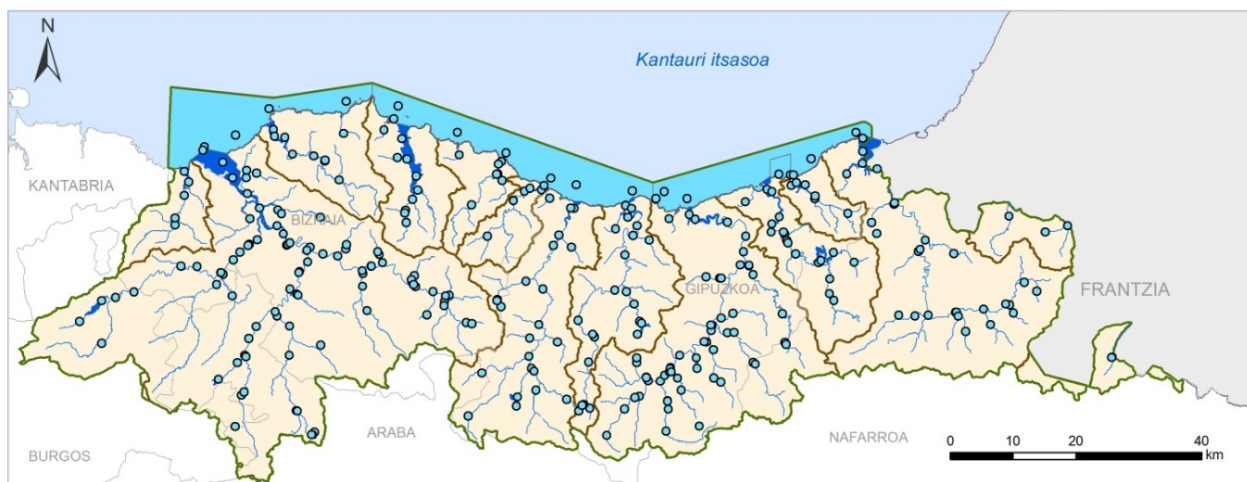 N
Kantauri itsasoa
KANTABRIA
BIZKAIA
GIPUZKOA
FRANTZIA
ARABA
NAFARROA
BURGOS
0 10 20 40
km